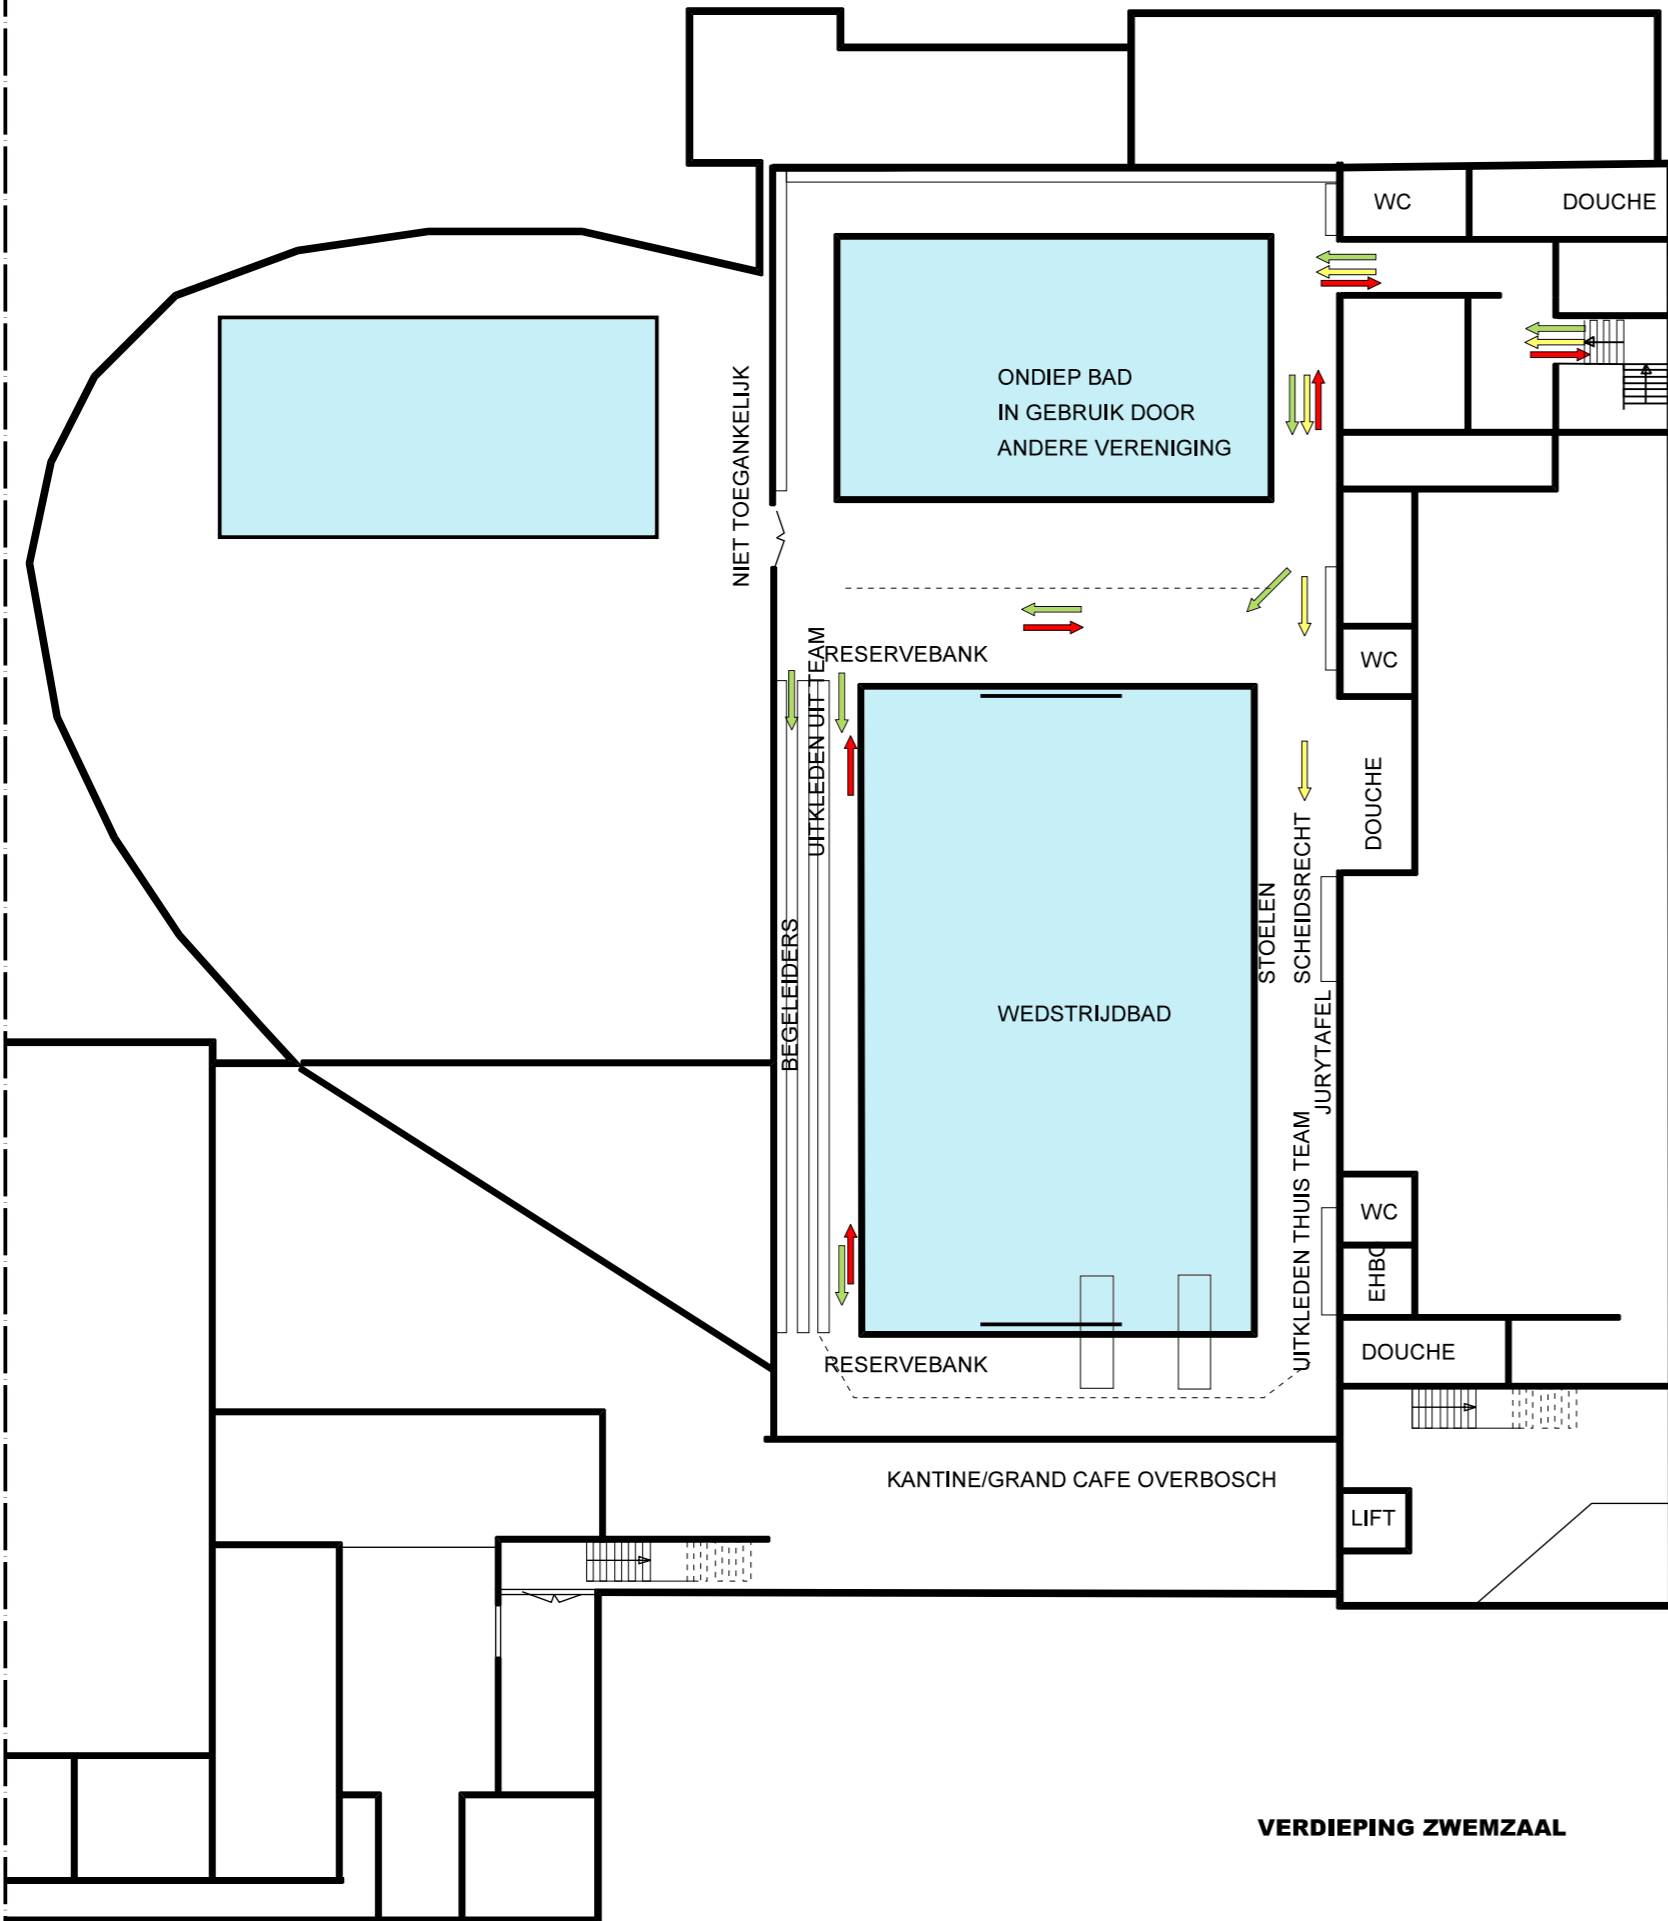 WC
DOUCHE
ONDIEP BAD
IN GEBRUIK DOOR
ANDERE VERENIGING
NIET TOEGANKELIJK
RESERVEBANK
UITKLEDEN UIT TEAM
WC
DOUCHE
STOELEN
SCHEIDSRECHT
BEGELEIDERS
WEDSTRIJDBAD
JURYTAFEL
UITKLEDEN THUIS TEAM
WC
EHBO
RESERVEBANK
DOUCHE
KANTINE/GRAND CAFE OVERBOSCH
LIFT
VERDIEPING ZWEMZAAL